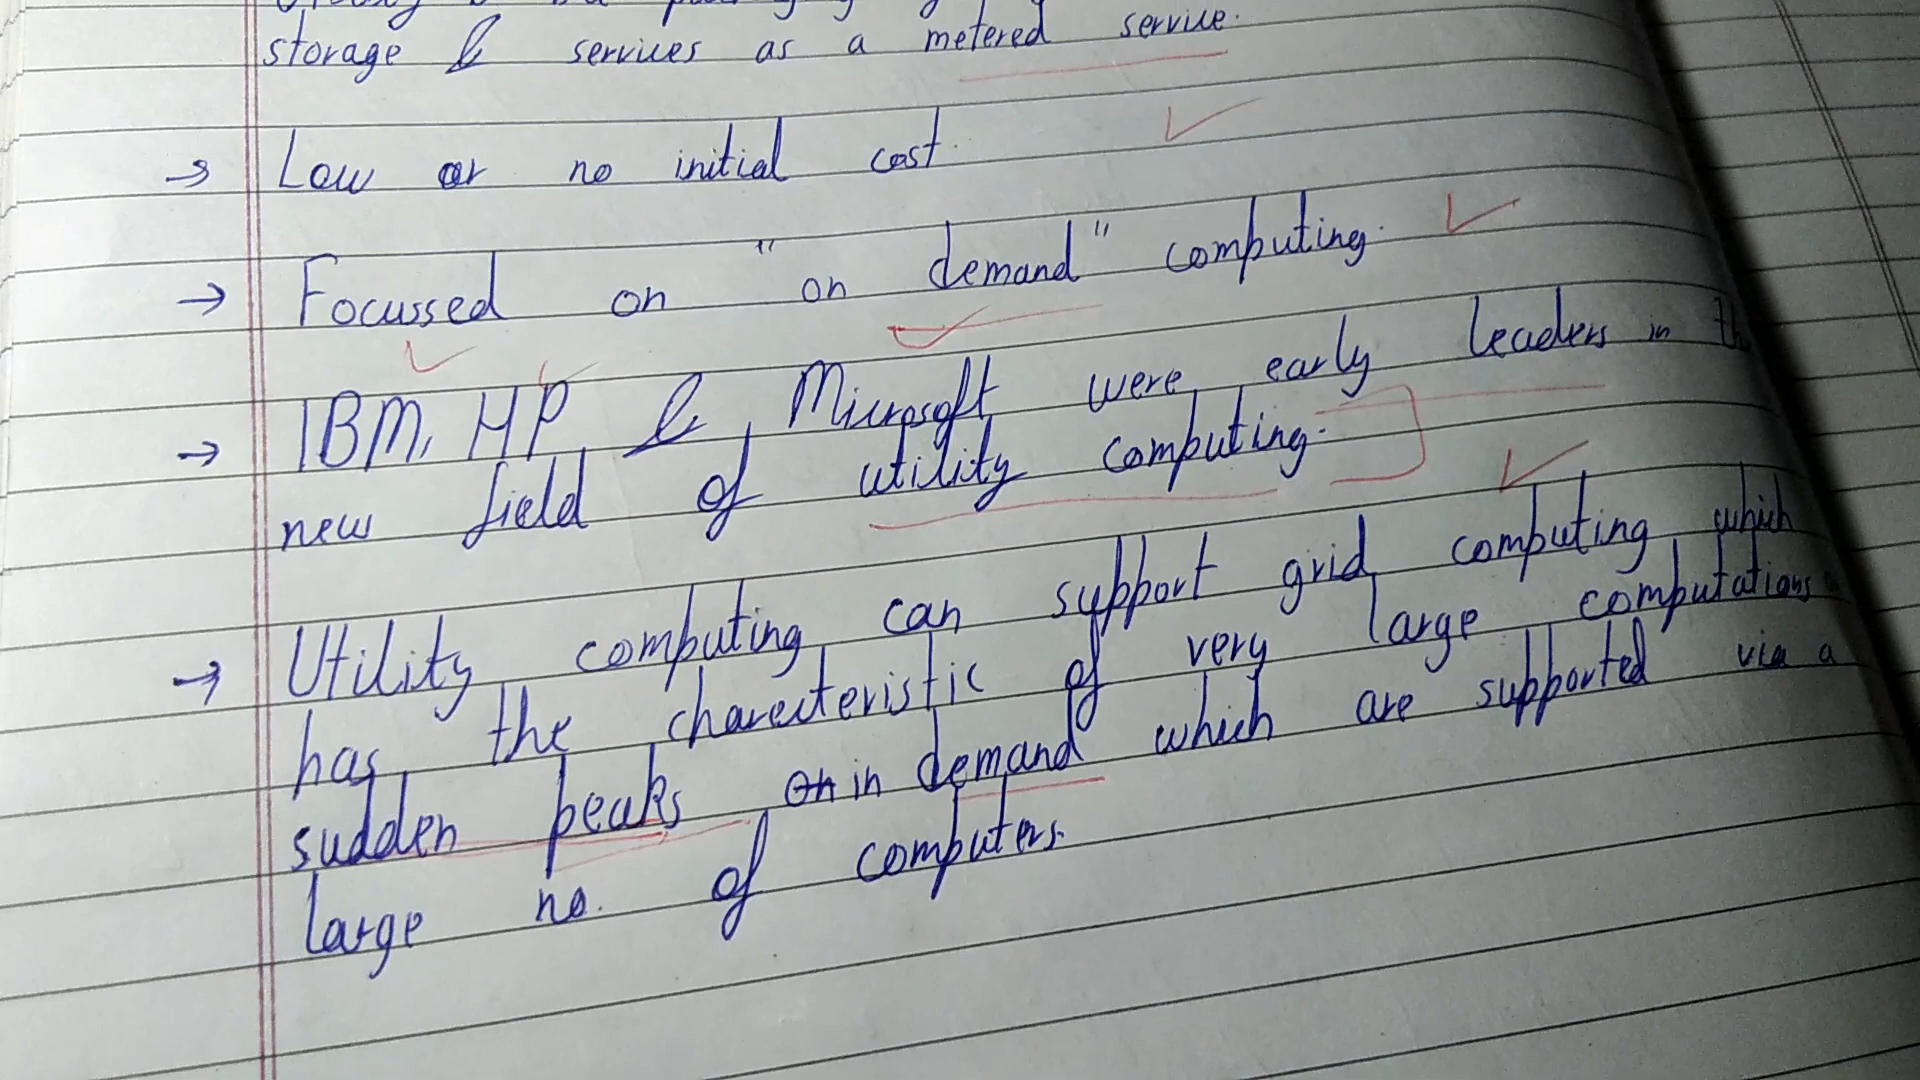 storage & services as a metered service.
→ Low or no initial cost.
→ Focussed on "on demand" computing.
→ IBM, HP & Microsoft were early leaders in
new field of utility computing.
→ Utility computing can support grid computing which
has the charecteristic of very large computations
sudden peaks on in demand which are supported via a
large no. of computers.